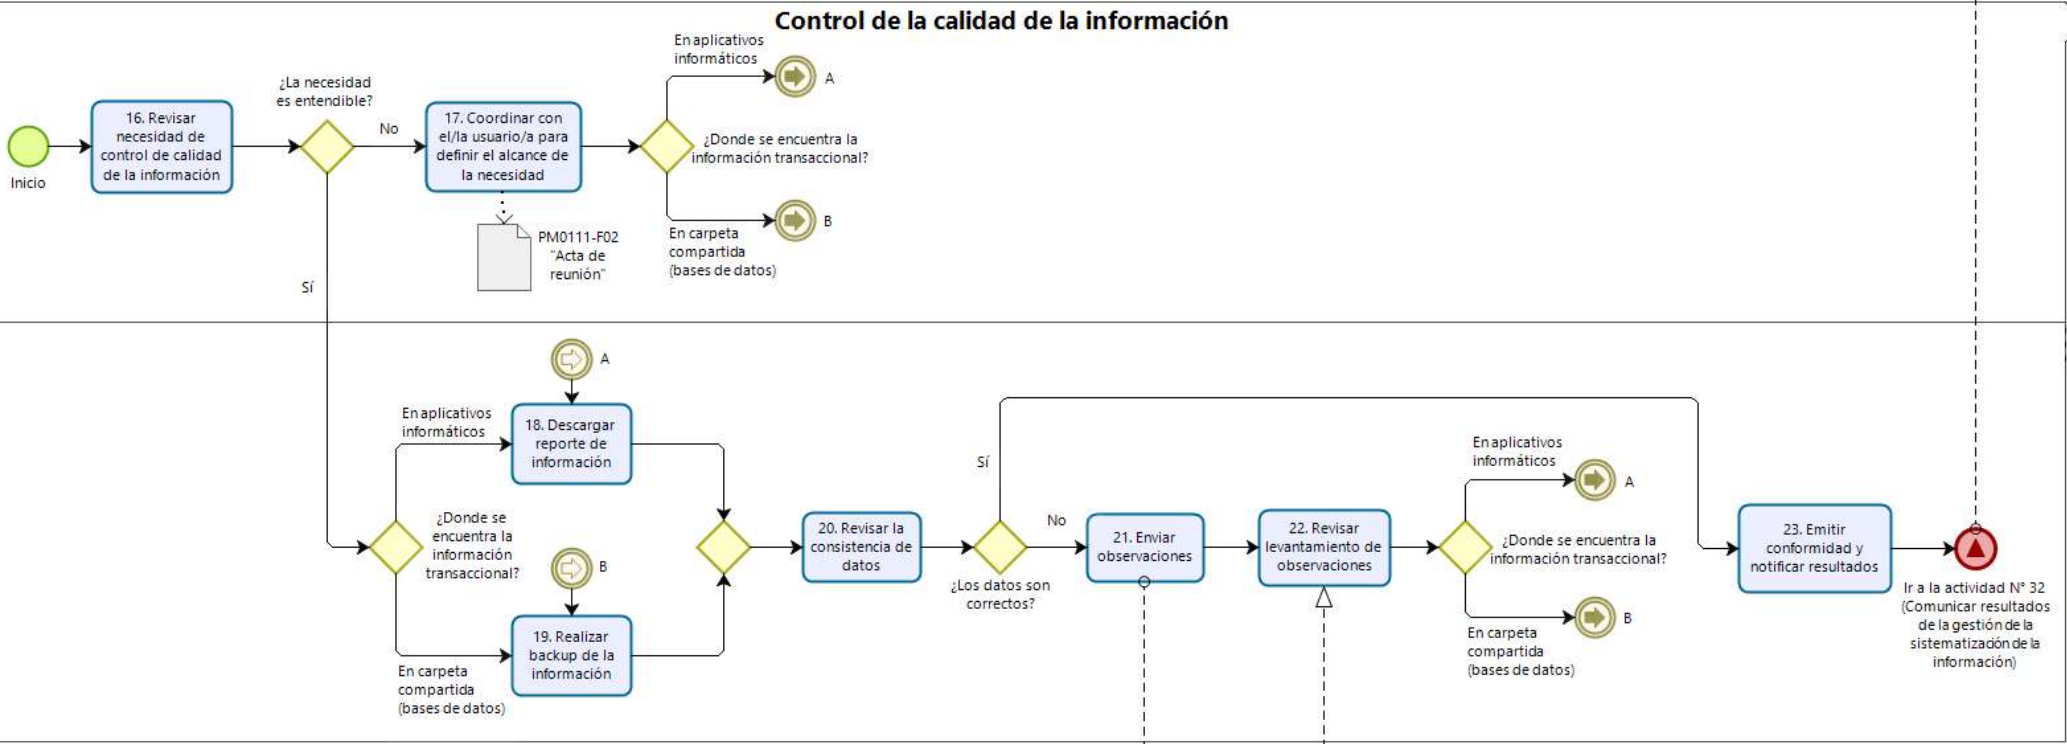 Control de la calidad de la información
Inicio
16. Revisar
necesidad de
control de calidad
de la información
¿La necesidad
es entendible?
No
Sí
17. Coordinar con
el/la usuario/a para
definir el alcance de
la necesidad
PM0111-F02
"Acta de
reunión"
En aplicativos
informáticos
A
¿Donde se encuentra la
información transaccional?
B
En carpeta
compartida
(bases de datos)
A
En aplicativos
informáticos
18. Descargar
reporte de
información
¿Donde se
encuentra la
información
transaccional?
B
19. Realizar
backup de la
información
En carpeta
compartida
(bases de datos)
20. Revisar la
consistencia de
datos
Sí
No
¿Los datos son
correctos?
21. Enviar
observaciones
22. Revisar
levantamiento de
observaciones
En aplicativos
informáticos
A
¿Donde se encuentra la
información transaccional?
B
En carpeta
compartida
(bases de datos)
23. Emitir
conformidad y
notificar resultados
Ir a la actividad N° 32
(Comunicar resultados
de la gestión de la
sistematización de la
información)